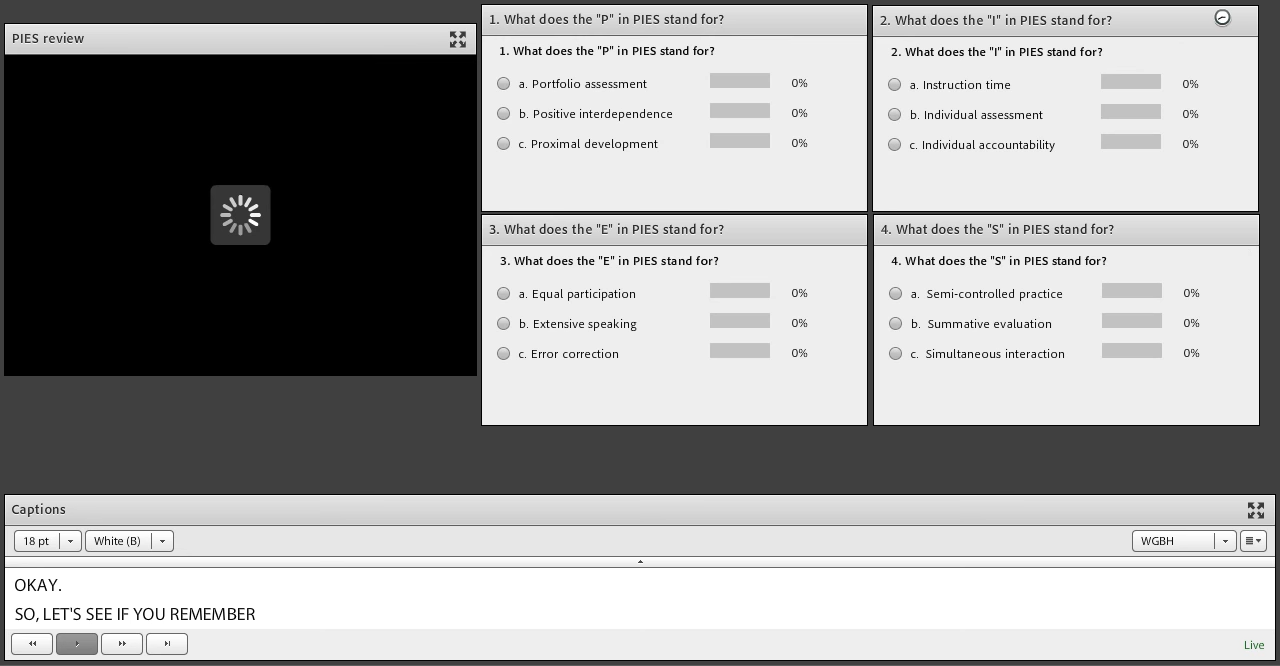 PIES review
1. What does the "P" in PIES stand for?
1. What does the "P" in PIES stand for?
a. Portfolio assessment 0%
b. Positive interdependence 0%
c. Proximal development 0%
2. What does the "I" in PIES stand for?
2. What does the "I" in PIES stand for?
a. Instruction time 0%
b. Individual assessment 0%
c. Individual accountability 0%
3. What does the "E" in PIES stand for?
3. What does the "E" in PIES stand for?
a. Equal participation 0%
b. Extensive speaking 0%
c. Error correction 0%
4. What does the "S" in PIES stand for?
4. What does the "S" in PIES stand for?
a. Semi-controlled practice 0%
b. Summative evaluation 0%
c. Simultaneous interaction 0%
Captions
18 pt White (B) WGBH
OKAY.
SO, LET'S SEE IF YOU REMEMBER
Live